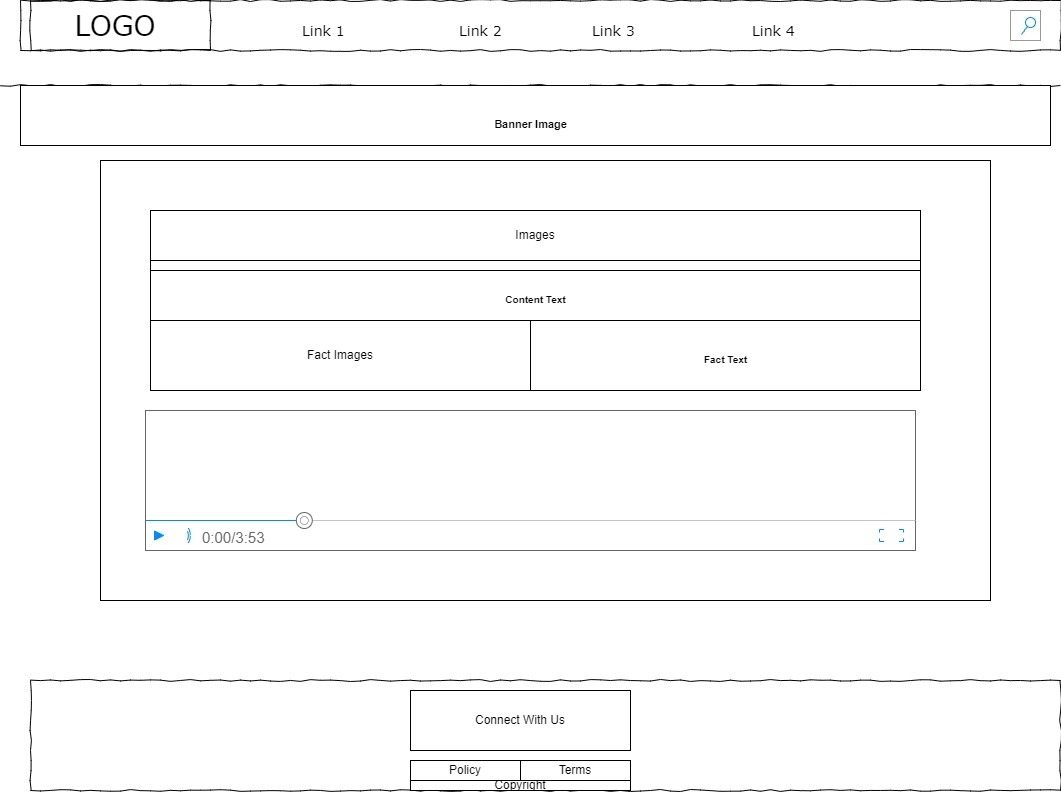 LOGO
Link 1
Link 2
Link 3
Link 4
Banner Image
Images
Content Text
Fact Images
Fact Text
0:00/3:53
Connect With Us
Policy
Terms
Copyright